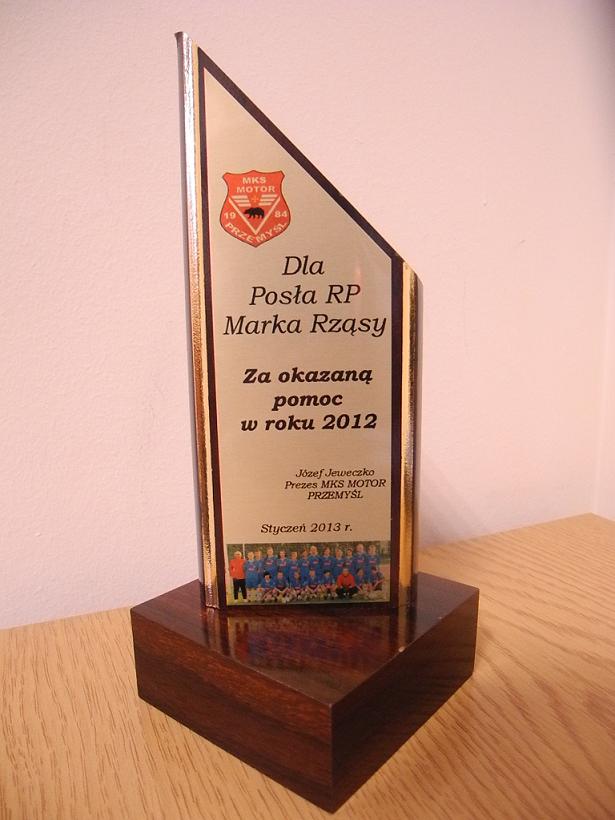 MKS
MOTOR
19 84
PRZEMYŚL
Dla
Posła RP
Marka Rząsy
Za okazaną
pomoc
w roku 2012
Józef Jeweczko
Prezes MKS MOTOR
PRZEMYŚL
Styczeń 2013 r.